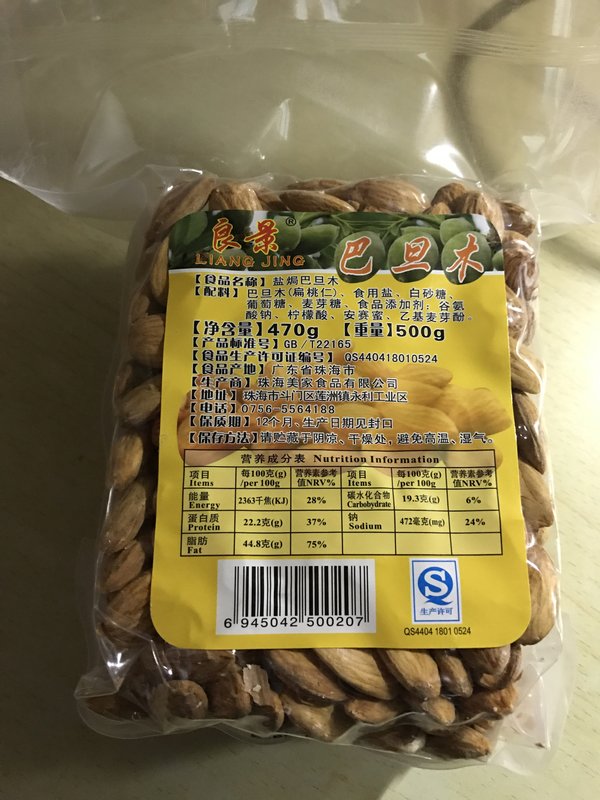 良景®
LIANG JING
巴旦木
【食品名称】盐焗巴旦木
【配料】巴旦木(扁桃仁)、食用盐、白砂糖、
葡萄糖、麦芽糖、食品添加剂：谷氨
酸钠、柠檬酸、安赛蜜、乙基麦芽酚。
【净含量】470g 【重量】500g
【产品标准号】GB/T22165
【食品生产许可证编号】 QS440418010524
【食品产地】广东省珠海市
【生产商】珠海美家食品有限公司
【地址】珠海市斗门区莲洲镇永利工业区
【电话】0756-5564188
【保质期】12个月、生产日期见封口
【保存方法】请贮藏于阴凉、干燥处，避免高温、湿气。
营养成分表 Nutrition Information
项目 每100克(g) 营养素参考 项目 每100克(g) 营养素参考
Items /per 100g 值NRV% Items /per 100g 值NRV%
能量 2363千焦(KJ) 28% 碳水化合物 19.3克(g) 6%
Energy Carbohydrate
蛋白质 22.2克(g) 37% 钠 472毫克(mg) 24%
Protein Sodium
脂肪 44.8克(g) 75%
Fat
6 945042 500207
QS
生产许可
QS4404 1801 0524